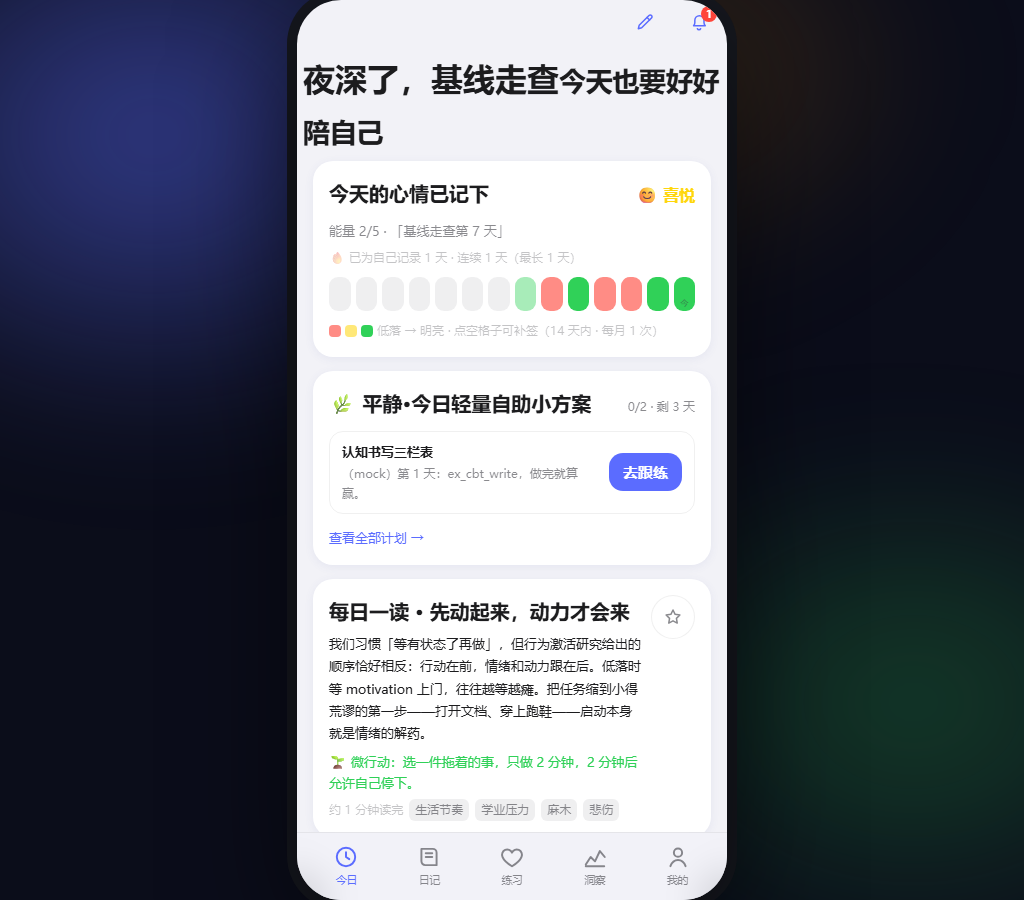 1
夜深了，基线走查今天也要好好
陪自己
今天的心情已记下
😊 喜悦
能量 2/5 ·「基线走查第 7 天」
🔥 已为自己记录 1 天 · 连续 1 天（最长 1 天）
低落 → 明亮 · 点空格子可补签（14 天内 · 每月 1 次）
🌿 平静·今日轻量自助小方案
0/2 · 剩 3 天
认知书写三栏表
（mock）第 1 天：ex_cbt_write，做完就算
赢。
去跟练
查看全部计划 →
每日一读 · 先动起来，动力才会来
我们习惯「等有状态了再做」，但行为激活研究给出的
顺序恰好相反：行动在前，情绪和动力跟在后。低落时
等 motivation 上门，往往越等越瘫。把任务缩到小得
荒谬的第一步——打开文档、穿上跑鞋——启动本身
就是情绪的解药。
🌱 微行动：选一件拖着的事，只做 2 分钟，2 分钟后
允许自己停下。
约 1 分钟读完 生活节奏 学业压力 麻木 悲伤
今日 日记 练习 洞察 我的